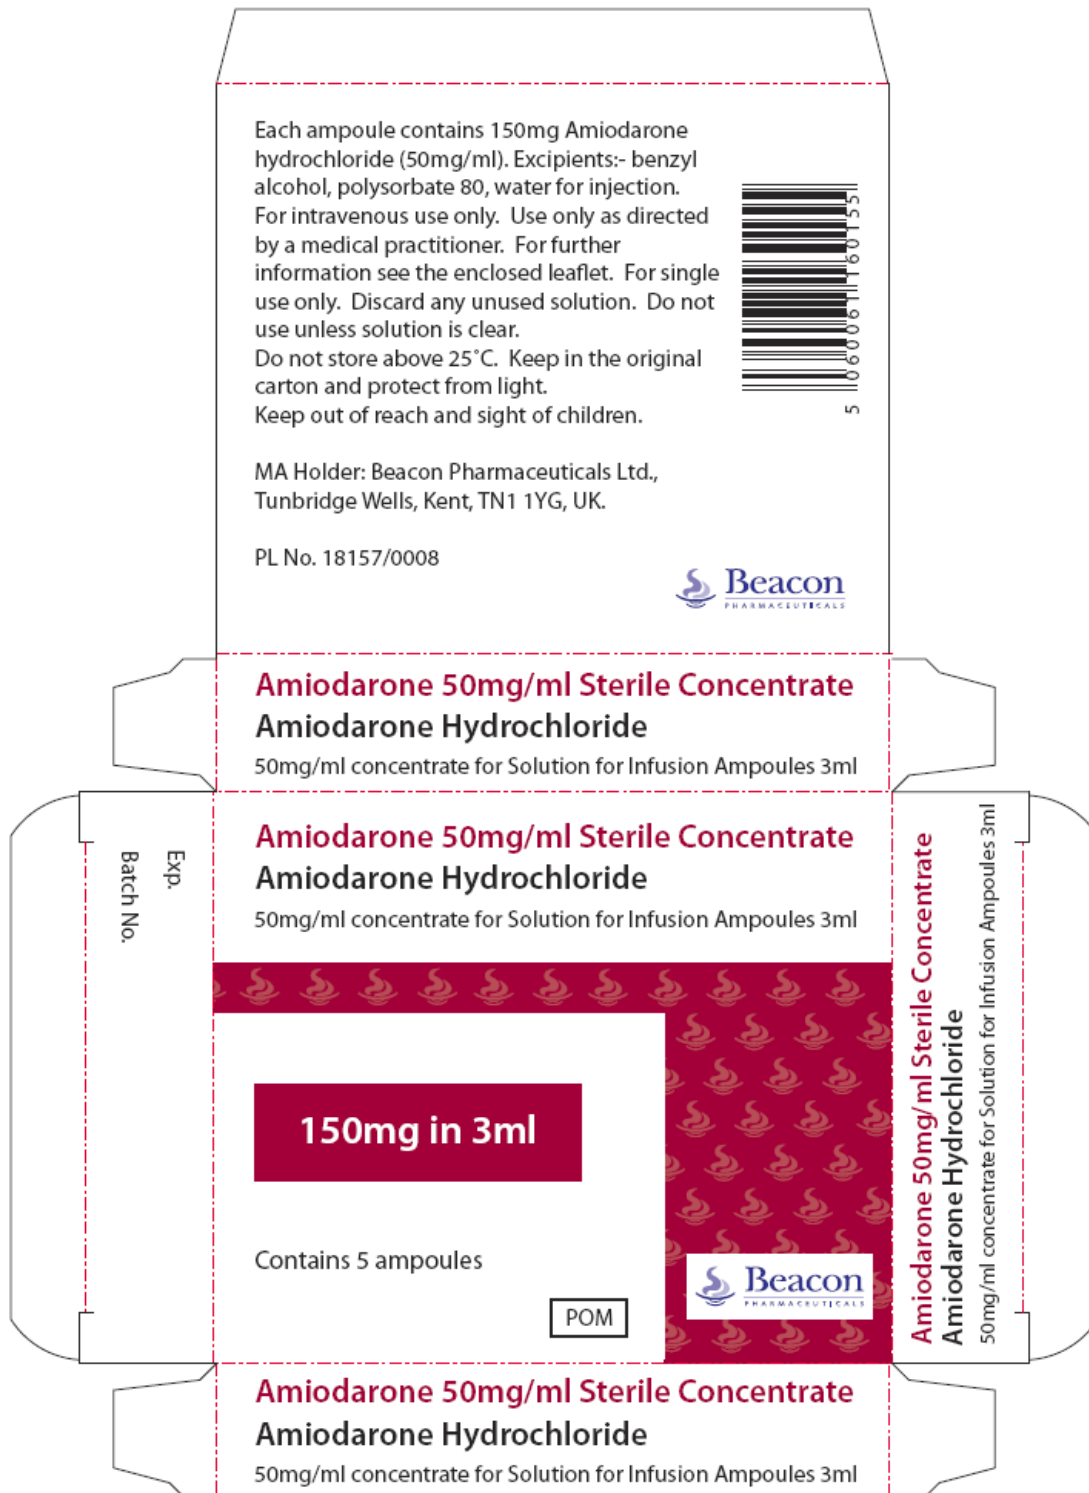 Each ampoule contains 150mg Amiodarone
hydrochloride (50mg/ml). Excipients:- benzyl
alcohol, polysorbate 80, water for injection.
For intravenous use only.  Use only as directed
by a medical practitioner.  For further
information see the enclosed leaflet.  For single
use only.  Discard any unused solution.  Do not
use unless solution is clear.
Do not store above 25˚C.  Keep in the original
carton and protect from light.
Keep out of reach and sight of children.
5 060061 160155
MA Holder: Beacon Pharmaceuticals Ltd.,
Tunbridge Wells, Kent, TN1 1YG, UK.
PL No. 18157/0008
Beacon
PHARMACEUTICALS
Amiodarone 50mg/ml Sterile Concentrate
Amiodarone Hydrochloride
50mg/ml concentrate for Solution for Infusion Ampoules 3ml
Exp.
Batch No.
Amiodarone 50mg/ml Sterile Concentrate
Amiodarone Hydrochloride
50mg/ml concentrate for Solution for Infusion Ampoules 3ml
150mg in 3ml
Contains 5 ampoules
POM
Beacon
PHARMACEUTICALS
Amiodarone 50mg/ml Sterile Concentrate
Amiodarone Hydrochloride
50mg/ml concentrate for Solution for Infusion Ampoules 3ml
Amiodarone 50mg/ml Sterile Concentrate
Amiodarone Hydrochloride
50mg/ml concentrate for Solution for Infusion Ampoules 3ml